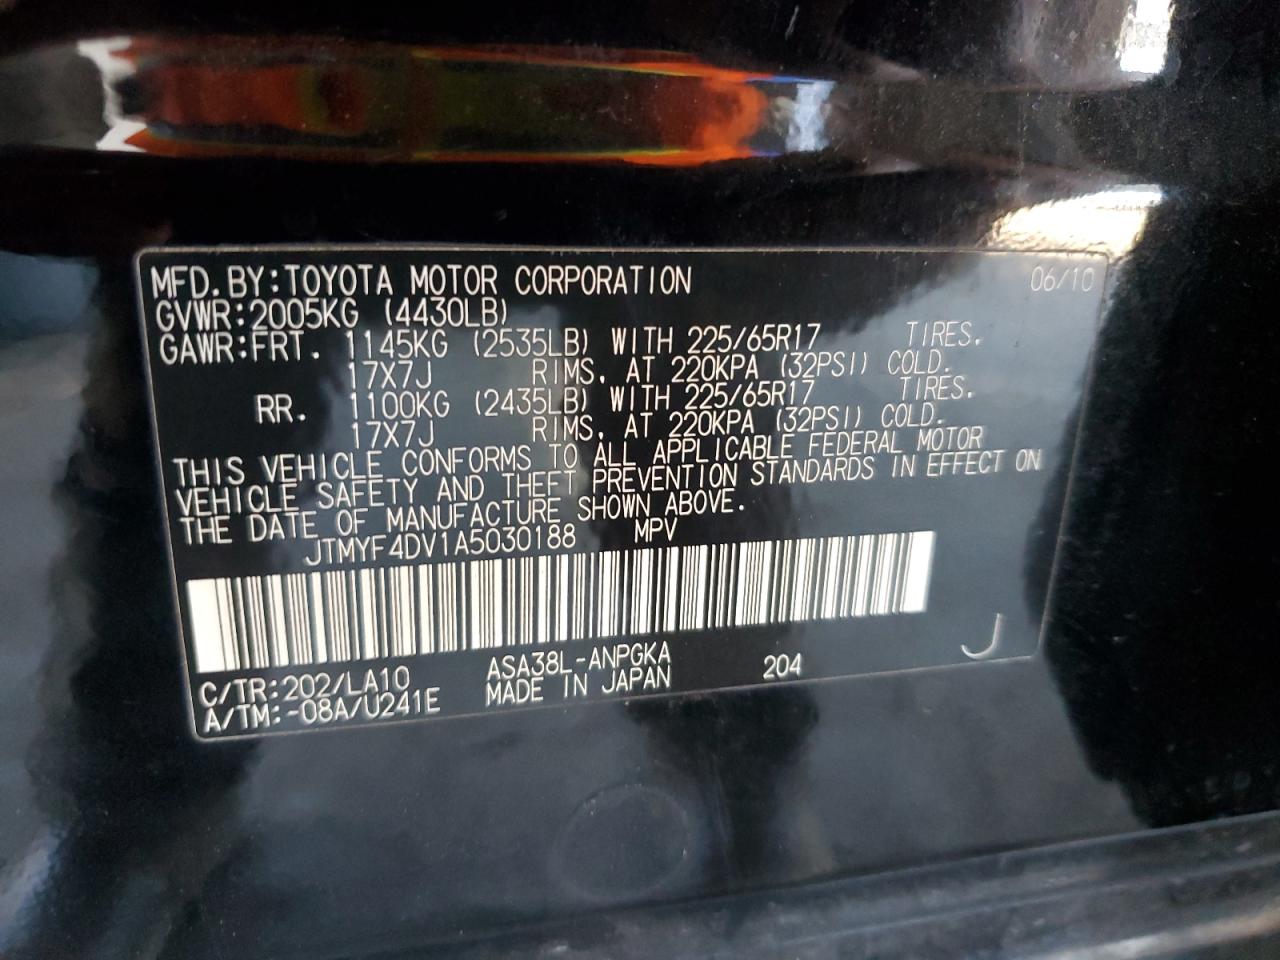 MFD.BY:TOYOTA MOTOR CORPORATION 06/10
GVWR:2005KG (4430LB)
GAWR:FRT. 1145KG (2535LB) WITH 225/65R17 TIRES.
17X7J RIMS, AT 220KPA (32PSI) COLD.
RR. 1100KG (2435LB) WITH 225/65R17 TIRES.
17X7J RIMS, AT 220KPA (32PSI) COLD.
THIS VEHICLE CONFORMS TO ALL APPLICABLE FEDERAL MOTOR
VEHICLE SAFETY AND THEFT PREVENTION STANDARDS IN EFFECT ON
THE DATE OF MANUFACTURE SHOWN ABOVE.
JTMYF4DV1A5030188 MPV
J
C/TR:202/LA10 ASA38L-ANPGKA 204
A/TM:-08A/U241E MADE IN JAPAN